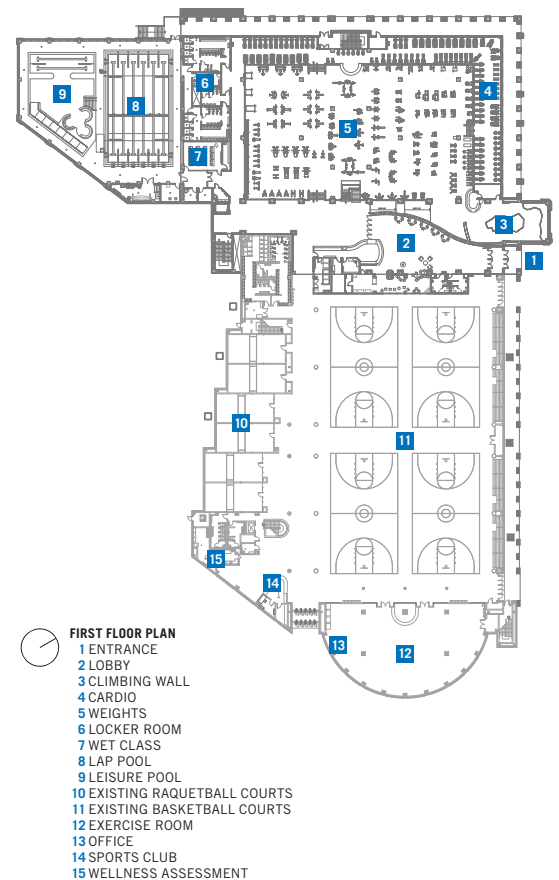 4
9
6
8
5
7
3
2
1
10
11
15
14
13
12
FIRST FLOOR PLAN
1 ENTRANCE
2 LOBBY
3 CLIMBING WALL
4 CARDIO
5 WEIGHTS
6 LOCKER ROOM
7 WET CLASS
8 LAP POOL
9 LEISURE POOL
10 EXISTING RAQUETBALL COURTS
11 EXISTING BASKETBALL COURTS
12 EXERCISE ROOM
13 OFFICE
14 SPORTS CLUB
15 WELLNESS ASSESSMENT